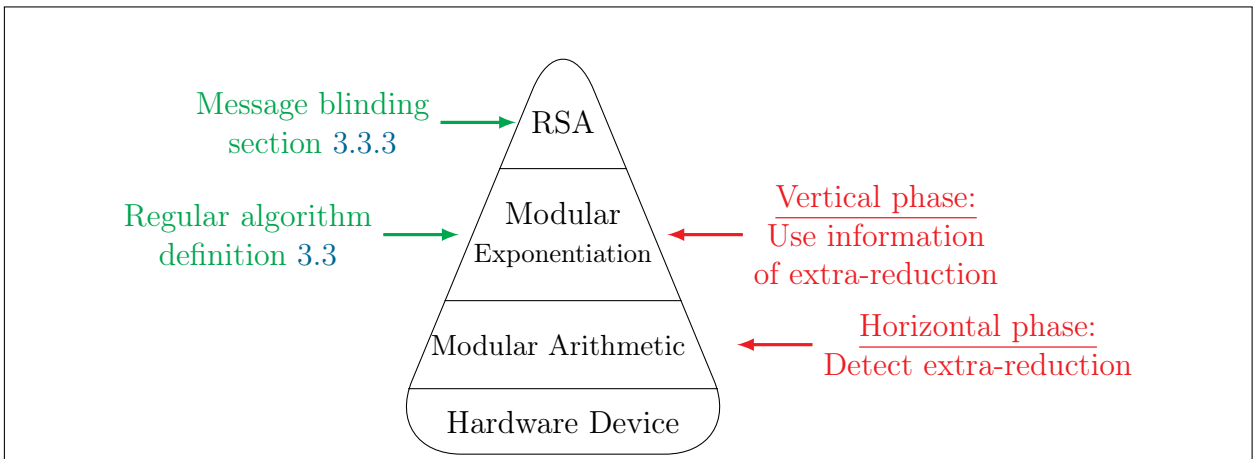 Message blinding
section 3.3.3
RSA
Regular algorithm
definition 3.3
Modular
Exponentiation
Vertical phase:
Use information
of extra-reduction
Modular Arithmetic
Horizontal phase:
Detect extra-reduction
Hardware Device